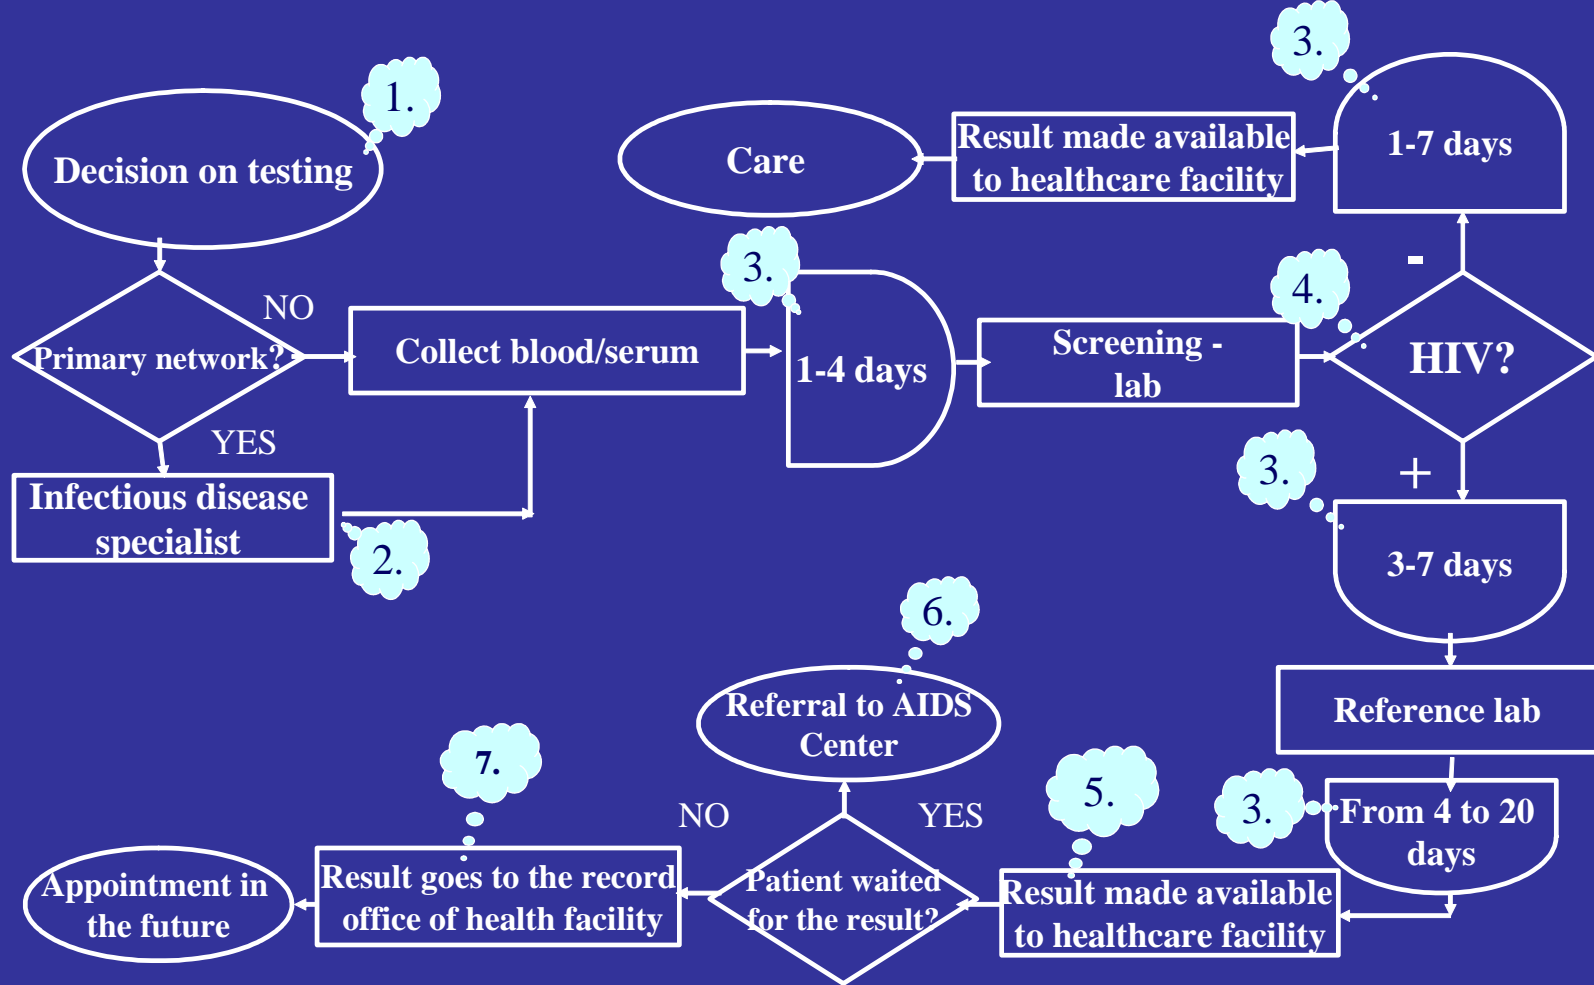 1.
Decision on testing
Primary network?
NO
YES
Infectious disease
specialist
2.
Collect blood/serum
3.
1-4 days
Screening -
lab
4.
HIV?
-
3.
1-7 days
Result made available
to healthcare facility
Care
+
3.
3-7 days
Reference lab
3.
From 4 to 20
days
5.
Result made available
to healthcare facility
Patient waited
for the result?
YES
6.
Referral to AIDS
Center
NO
7.
Result goes to the record
office of health facility
Appointment in
the future